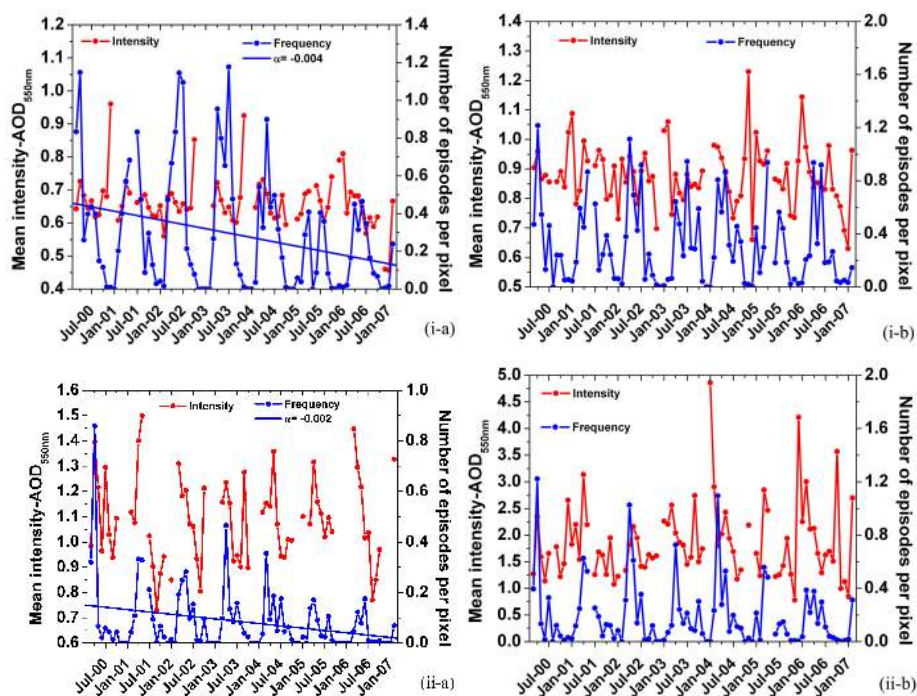 1.2
1.1
1.0
0.9
0.8
0.7
0.6
0.5
0.4
Mean intensity-AOD550nm
Intensity
Frequency
α= -0.004
1.4
1.2
1.0
0.8
0.6
0.4
0.2
0.0
Number of episodes per pixel
Jul-00
Jan-01
Jul-01
Jan-02
Jul-02
Jan-03
Jul-03
Jan-04
Jul-04
Jan-05
Jul-05
Jan-06
Jul-06
Jan-07
(i-a)
1.4
1.3
1.2
1.1
1.0
0.9
0.8
0.7
0.6
0.5
Mean intensity-AOD550nm
Intensity
Frequency
2.0
1.6
1.2
0.8
0.4
0.0
Number of episodes per pixel
Jul-00
Jan-01
Jul-01
Jan-02
Jul-02
Jan-03
Jul-03
Jan-04
Jul-04
Jan-05
Jul-05
Jan-06
Jul-06
Jan-07
(i-b)
1.6
1.5
1.4
1.3
1.2
1.1
1.0
0.9
0.8
0.7
0.6
Mean intensity-AOD550nm
Intensity
Frequency
α= -0.002
1.0
0.8
0.6
0.4
0.2
0.0
Number of episodes per pixel
Jul-00
Jan-01
Jul-01
Jan-02
Jul-02
Jan-03
Jul-03
Jan-04
Jul-04
Jan-05
Jul-05
Jan-06
Jul-06
Jan-07
(ii-a)
5.0
4.5
4.0
3.5
3.0
2.5
2.0
1.5
1.0
0.5
0.0
Mean intensity-AOD550nm
Intensity
Frequency
2.0
1.6
1.2
0.8
0.4
0.0
Number of episodes per pixel
Jul-00
Jan-01
Jul-01
Jan-02
Jul-02
Jan-03
Jul-03
Jan-04
Jul-04
Jan-05
Jul-05
Jan-06
Jul-06
Jan-07
(ii-b)